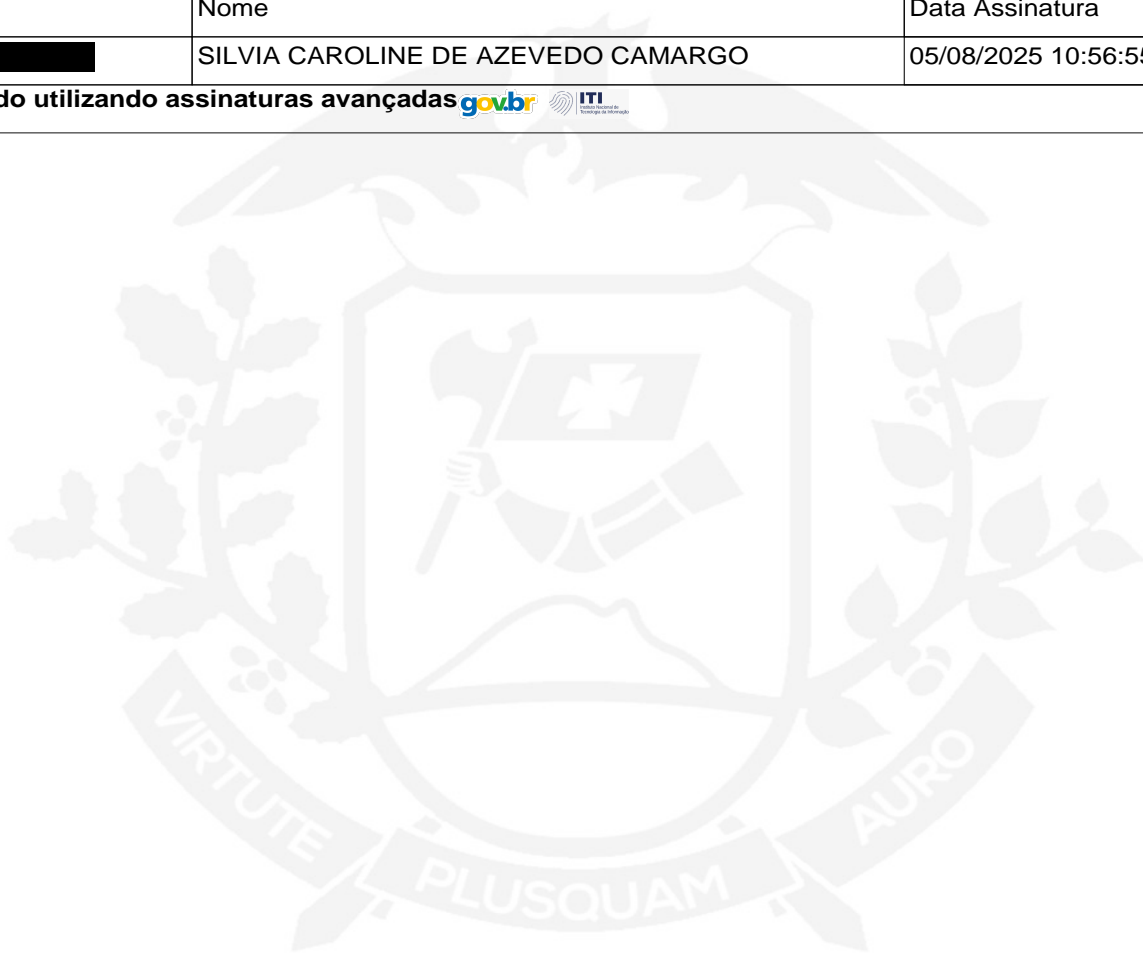 Nome Data Assinatura
SILVIA CAROLINE DE AZEVEDO CAMARGO 05/08/2025 10:56:55
do utilizando assinaturas avançadas gov.br ITI
VIRTUTE PLUSQUAM AURO